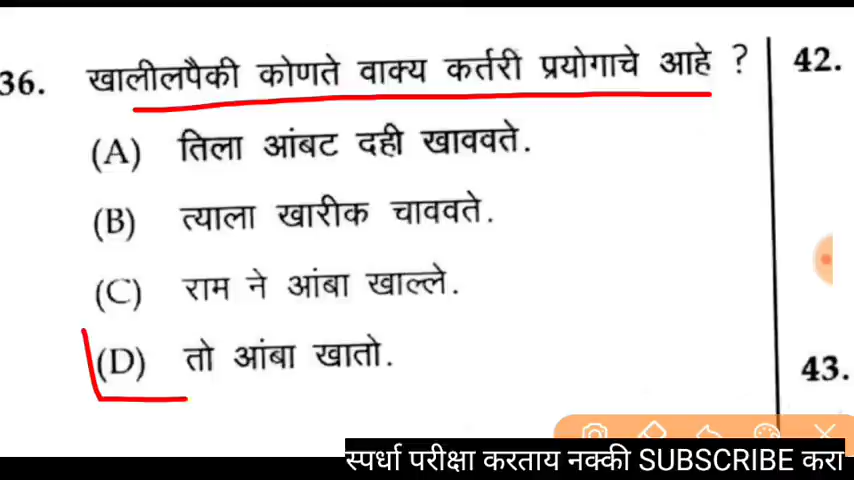 36. खालीलपैकी कोणते वाक्य कर्तरी प्रयोगाचे आहे ?
(A) तिला आंबट दही खाववते.
(B) त्याला खारीक चाववते.
(C) राम ने आंबा खाल्ले.
(D) तो आंबा खातो.
42.
43.
स्पर्धा परीक्षा करताय नक्की SUBSCRIBE करा